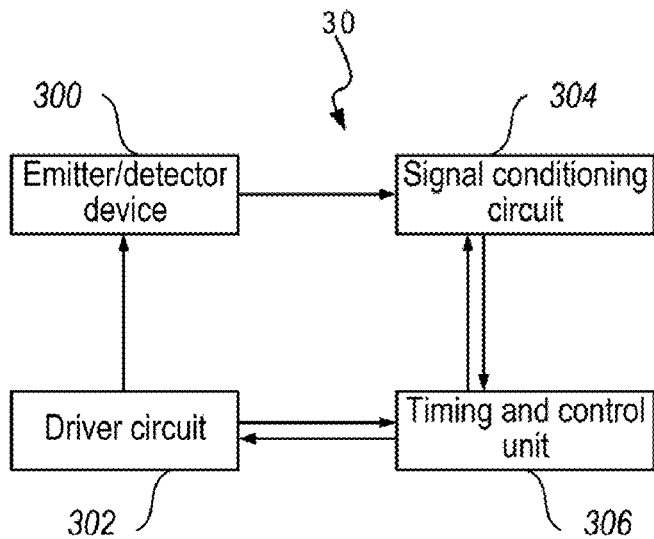 30
300
304
Emitter/detector
device
Signal conditioning
circuit
Driver circuit
Timing and control
unit
302
306